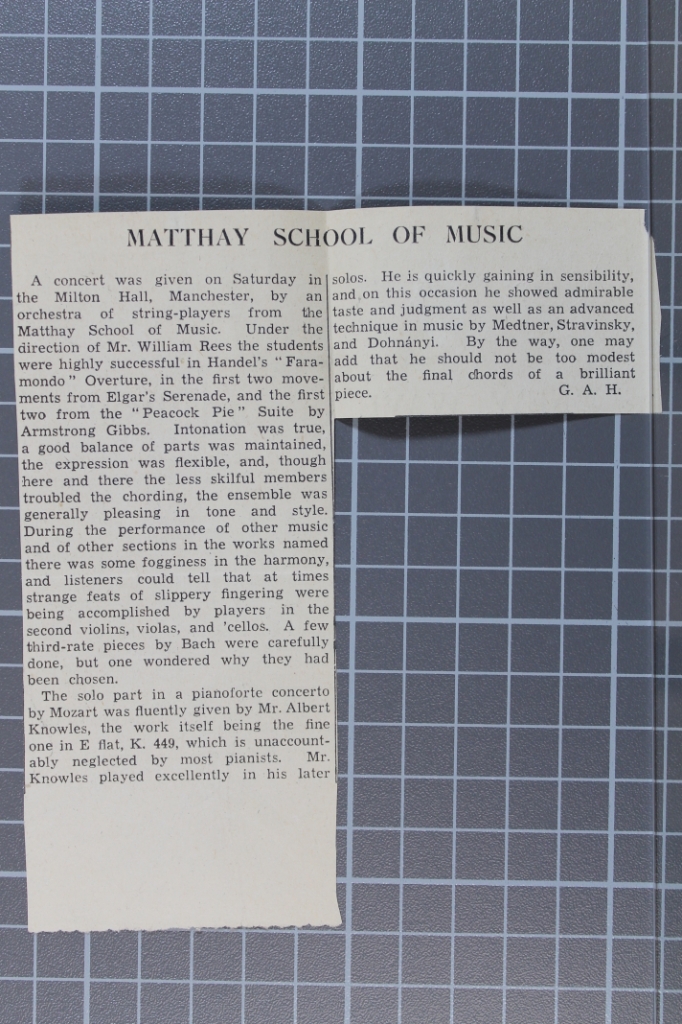 MATTHAY SCHOOL OF MUSIC
A concert was given on Saturday in
the Milton Hall, Manchester, by an
orchestra of string-players from the
Matthay School of Music. Under the
direction of Mr. William Rees the students
were highly successful in Handel's "Fara-
mondo" Overture, in the first two move-
ments from Elgar's Serenade, and the first
two from the "Peacock Pie" Suite by
Armstrong Gibbs. Intonation was true,
a good balance of parts was maintained,
the expression was flexible, and, though
here and there the less skilful members
troubled the chording, the ensemble was
generally pleasing in tone and style.
During the performance of other music
and of other sections in the works named
there was some fogginess in the harmony,
and listeners could tell that at times
strange feats of slippery fingering were
being accomplished by players in the
second violins, violas, and 'cellos. A few
third-rate pieces by Bach were carefully
done, but one wondered why they had
been chosen.
The solo part in a pianoforte concerto
by Mozart was fluently given by Mr. Albert
Knowles, the work itself being the fine
one in E flat, K. 449, which is unaccount-
ably neglected by most pianists. Mr.
Knowles played excellently in his later
solos. He is quickly gaining in sensibility,
and on this occasion he showed admirable
taste and judgment as well as an advanced
technique in music by Medtner, Stravinsky,
and Dohnányi. By the way, one may
add that he should not be too modest
about the final chords of a brilliant
piece. G. A. H.